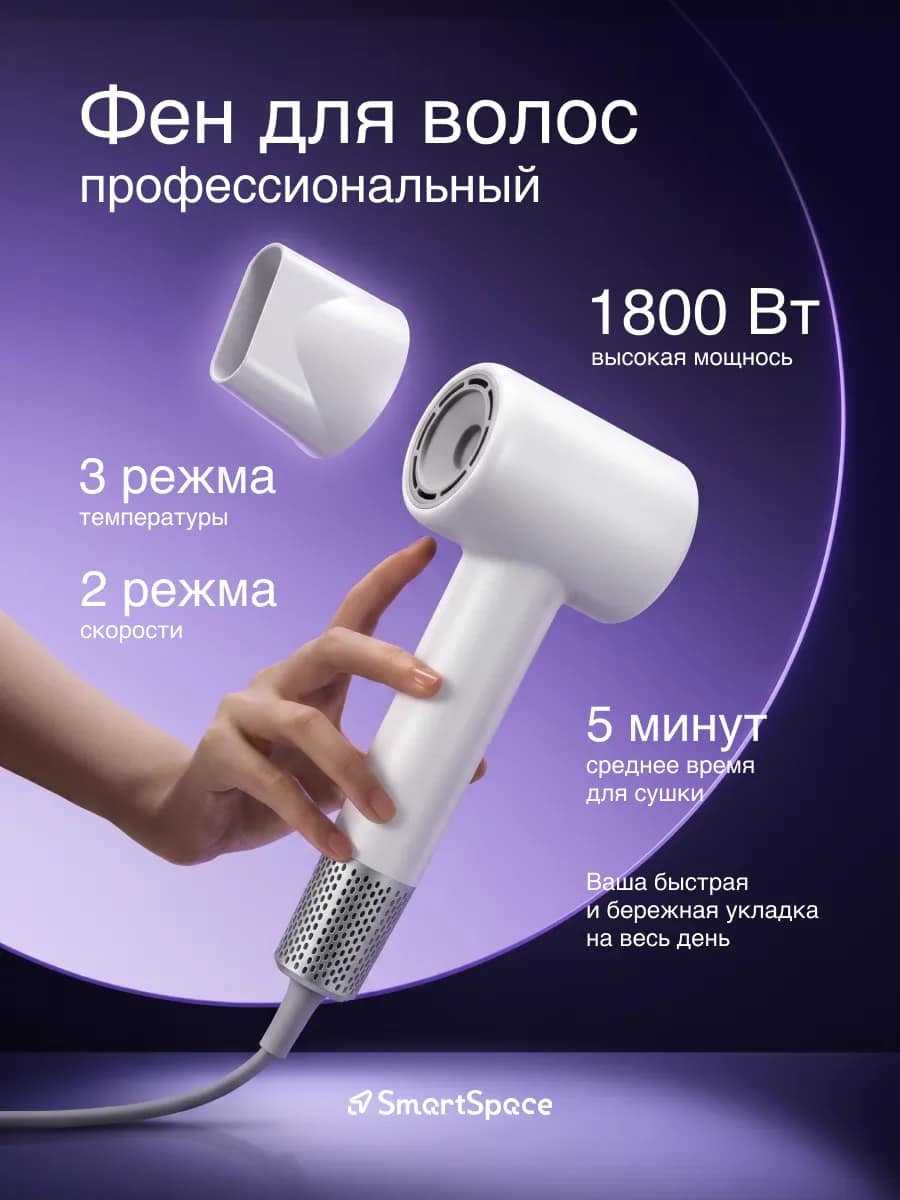 Фен для волос
профессиональный
1800 Вт
высокая мощнось
3 режма
температуры
2 режма
скорости
5 минут
среднее время
для сушки
Ваша быстрая
и бережная укладка
на весь день
SmartSpace